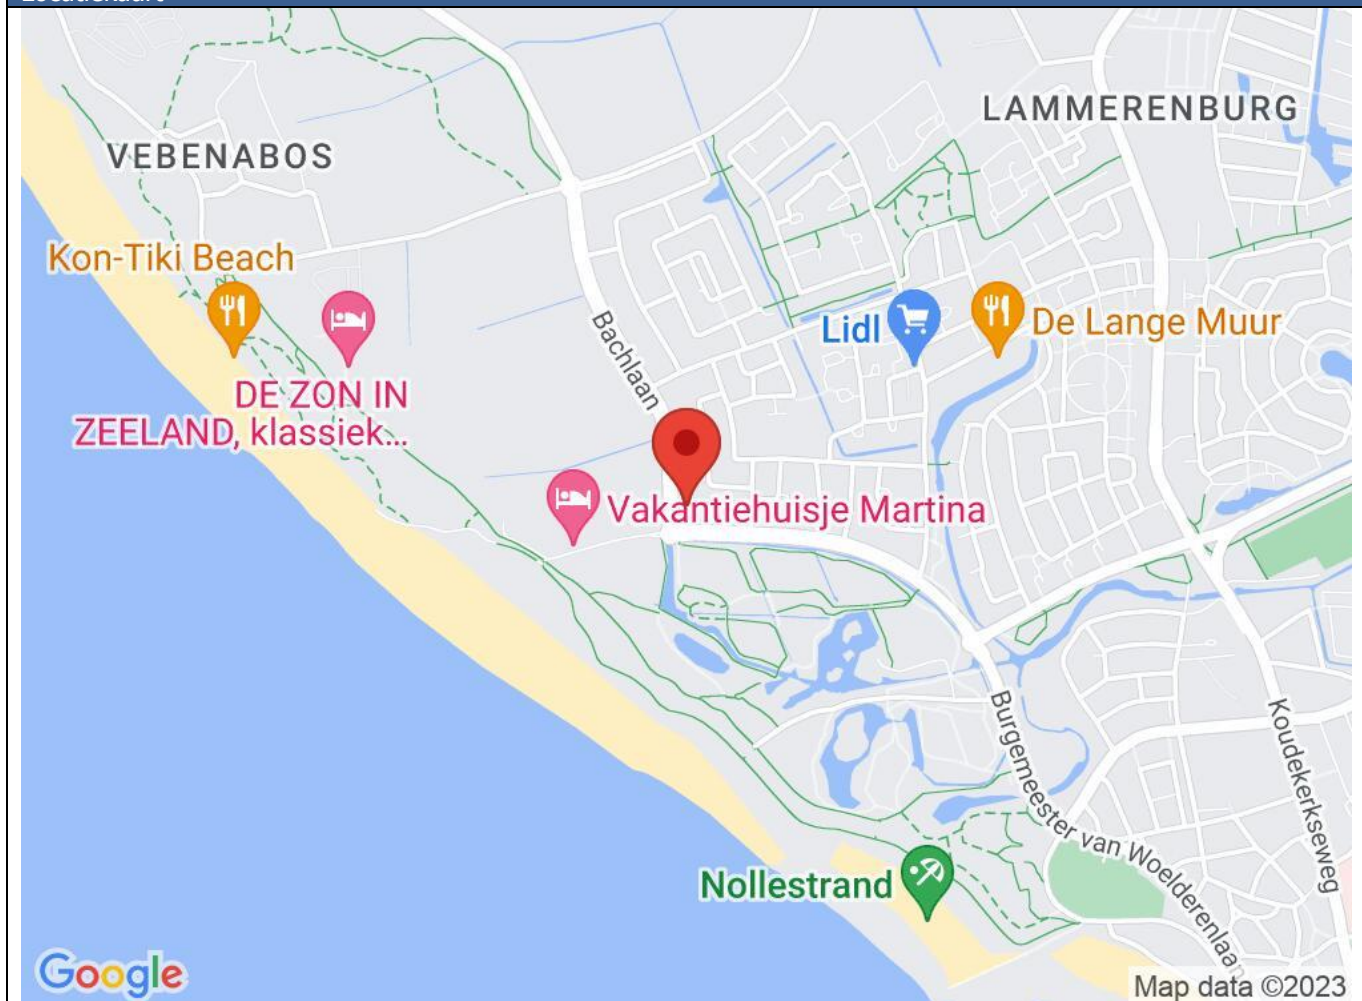 Locatiekaart
LAMMERENBURG
VEBENABOS
Kon-Tiki Beach
Bachlaan
Lidl
De Lange Muur
DE ZON IN
ZEELAND, klassiek...
Vakantiehuisje Martina
Burgemeester van Woelderenlaan
Koudekerkseweg
Nollestrand
Google
Map data ©2023